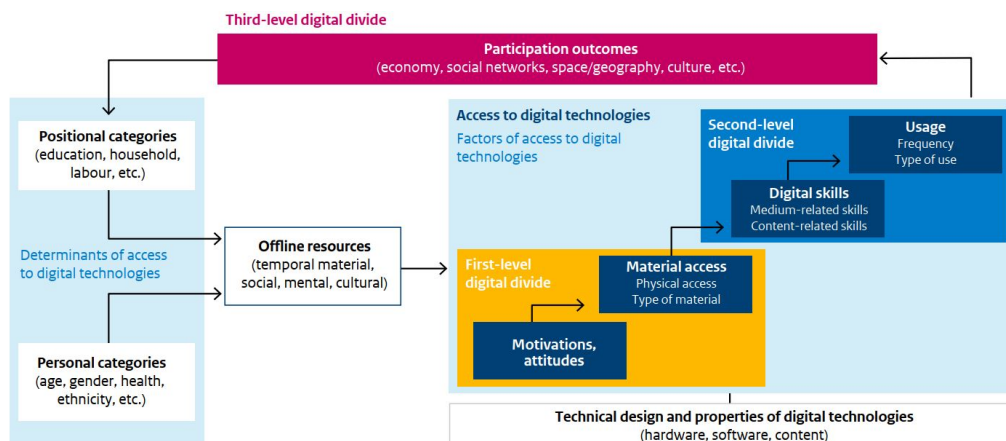 Third-level digital divide
Participation outcomes
(economy, social networks, space/geography, culture, etc.)
Positional categories
(education, household,
labour, etc.)
Determinants of access
to digital technologies
Personal categories
(age, gender, health,
ethnicity, etc.)
Offline resources
(temporal material,
social, mental, cultural)
Access to digital technologies
Factors of access to digital
technologies
First-level
digital divide
Motivations,
attitudes
Material access
Physical access
Type of material
Second-level
digital divide
Digital skills
Medium-related skills
Content-related skills
Usage
Frequency
Type of use
Technical design and properties of digital technologies
(hardware, software, content)